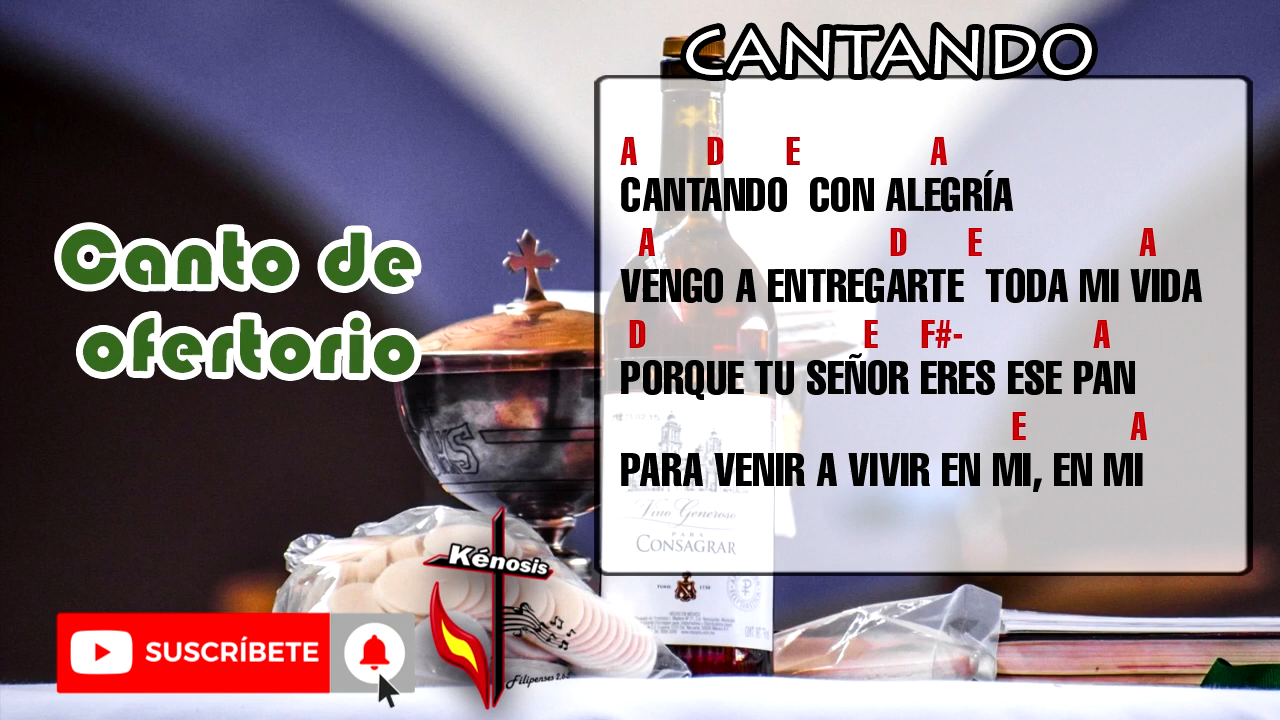 CANTANDO
A D E A
CANTANDO CON ALEGRÍA
A D E A
VENGO A ENTREGARTE TODA MI VIDA
D E F#- A
PORQUE TU SEÑOR ERES ESE PAN
E A
PARA VENIR A VIVIR EN MI, EN MI
Canto de
ofertorio
Vino Generoso
PARA
CONSAGRAR
Kénosis
SUSCRÍBETE